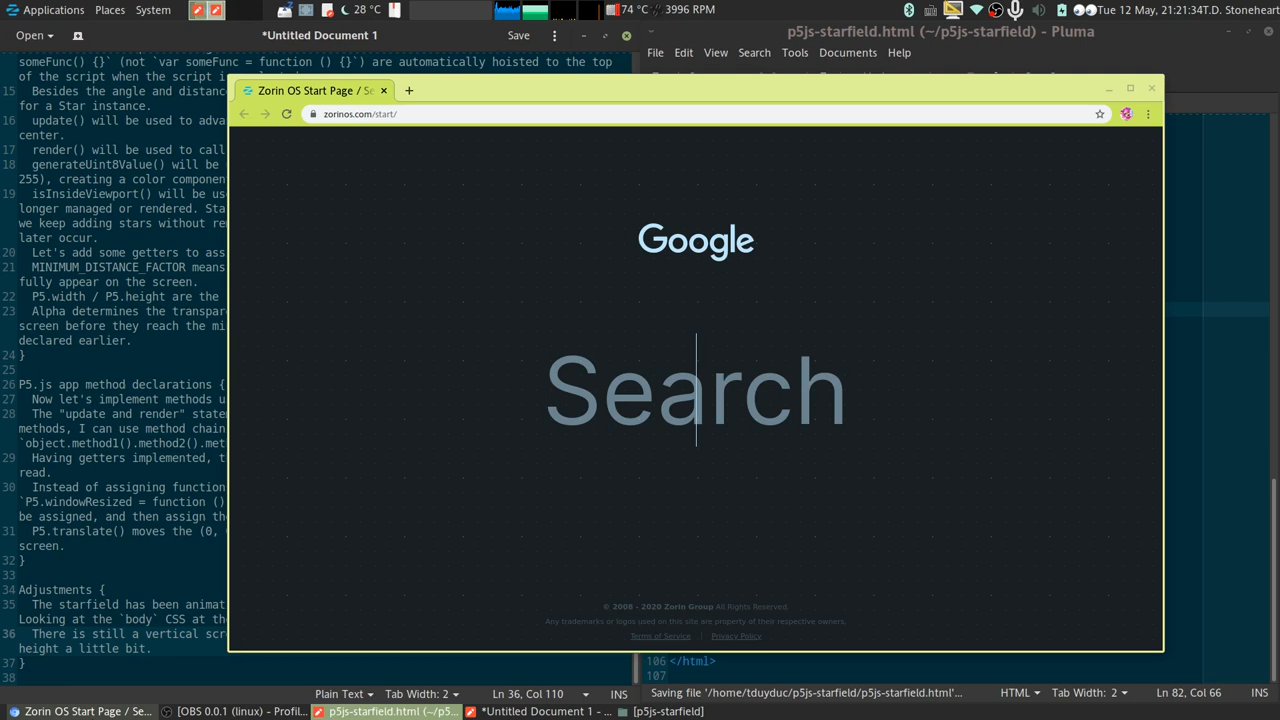 Applications Places System 28 °C 74 °C 3996 RPM Tue 12 May, 21:21:34 T.D. Stoneheart
Open *Untitled Document 1 Save
p5js-starfield.html (~/p5js-starfield) - Pluma
File Edit View Search Tools Documents Help
someFunc() {}` (not `var someFunc = function () {}`) are automatically hoisted to the top
of the script when the script i
15 Besides the angle and distanc
for a Star instance.
16 update() will be used to adva
center.
17 render() will be used to call
18 generateUint8Value() will be
255), creating a color componen
19 isInsideViewport() will be us
longer managed or rendered. Sta
we keep adding stars without re
later occur.
20 Let's add some getters to ass
21 MINIMUM_DISTANCE_FACTOR means
fully appear on the screen.
22 P5.width / P5.height are the
23 Alpha determines the transpar
screen before they reach the mi
declared earlier.
24 }
25
26 P5.js app method declarations {
27 Now let's implement methods u
28 The "update and render" state
methods, I can use method chain
`object.method1().method2().met
29 Having getters implemented, t
read.
30 Instead of assigning function
`P5.windowResized = function ()
be assigned, and then assign th
31 P5.translate() moves the (0,
screen.
32 }
33
34 Adjustments {
35 The starfield has been animat
Looking at the `body` CSS at th
36 There is still a vertical scr
height a little bit.
37 }
38
Plain Text Tab Width: 2 Ln 36, Col 110 INS
Zorin OS Start Page / Se
zorinos.com/start/
Google
Search
© 2008 - 2020 Zorin Group All Rights Reserved.
Any trademarks or logos used on this site are property of their respective owners.
Terms of Service | Privacy Policy
106 </html>
107
Saving file '/home/tduyduc/p5js-starfield/p5js-starfield.html'... HTML Tab Width: 2 Ln 82, Col 66 INS
Zorin OS Start Page / Se... [OBS 0.0.1 (linux) - Profil... p5js-starfield.html (~/p5... *Untitled Document 1 - ... [p5js-starfield]